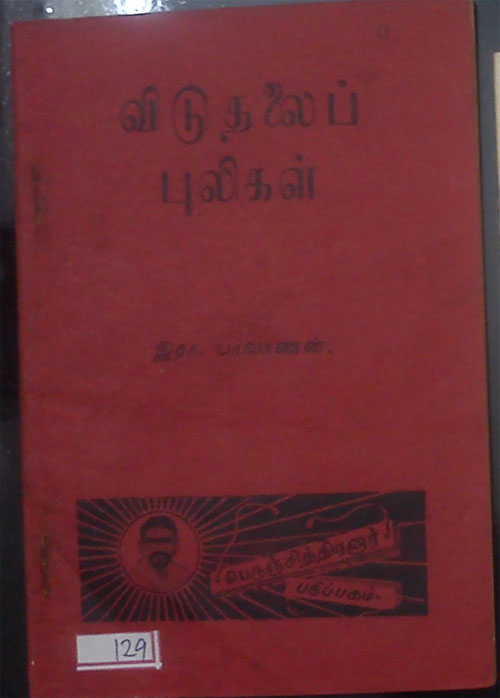 விடுதலைப்
புலிகள்
இரா. பாவாணன்.
பெருஞ்சித்திரனார்
பதிப்பகம்-
129